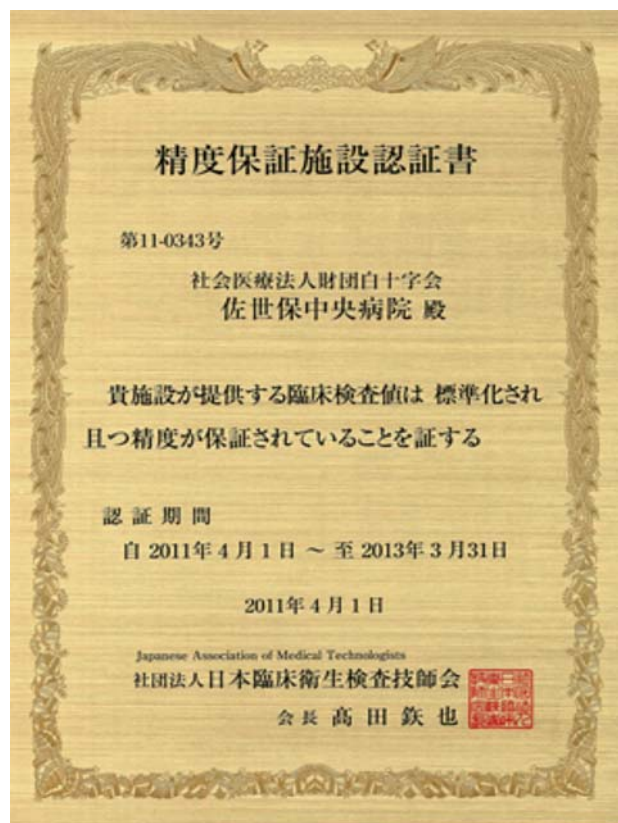 精度保証施設認証書
第11-0343号
社会医療法人財団白十字会
佐世保中央病院 殿
貴施設が提供する臨床検査値は 標準化され
且つ精度が保証されていることを証する
認証期間
自 2011年4月1日 ～ 至 2013年3月31日
2011年4月1日
Japanese Association of Medical Technologists
社団法人日本臨床衛生検査技師会
会長 髙田鉄也